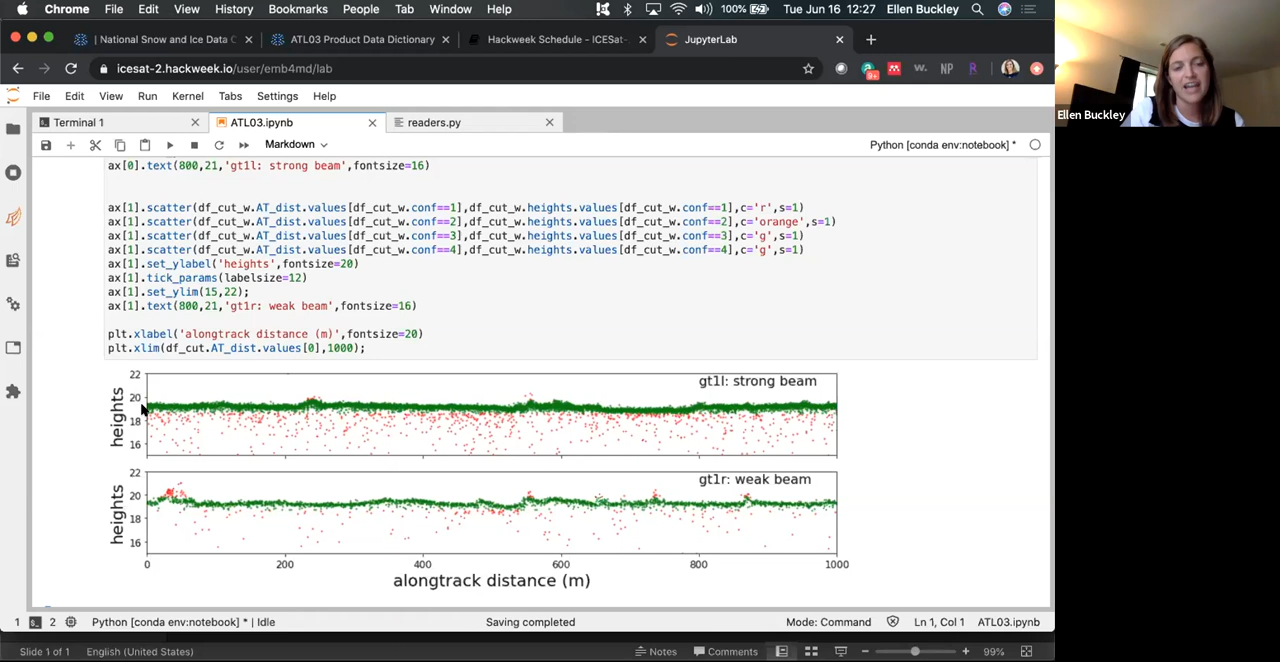 Chrome File Edit View History Bookmarks People Tab Window Help 100% Tue Jun 16 12:27 Ellen Buckley
| National Snow and Ice Data C ATL03 Product Data Dictionary Hackweek Schedule - ICESat- JupyterLab
icesat-2.hackweek.io/user/emb4md/lab 9+ w. NP R
Ellen Buckley
File Edit View Run Kernel Tabs Settings Help
Terminal 1 ATL03.ipynb readers.py
Markdown Python [conda env:notebook] *
ax[0].text(800,21,'gt1l: strong beam',fontsize=16)
ax[1].scatter(df_cut_w.AT_dist.values[df_cut_w.conf==1],df_cut_w.heights.values[df_cut_w.conf==1],c='r',s=1)
ax[1].scatter(df_cut_w.AT_dist.values[df_cut_w.conf==2],df_cut_w.heights.values[df_cut_w.conf==2],c='orange',s=1)
ax[1].scatter(df_cut_w.AT_dist.values[df_cut_w.conf==3],df_cut_w.heights.values[df_cut_w.conf==3],c='g',s=1)
ax[1].scatter(df_cut_w.AT_dist.values[df_cut_w.conf==4],df_cut_w.heights.values[df_cut_w.conf==4],c='g',s=1)
ax[1].set_ylabel('heights',fontsize=20)
ax[1].tick_params(labelsize=12)
ax[1].set_ylim(15,22);
ax[1].text(800,21,'gt1r: weak beam',fontsize=16)
plt.xlabel('alongtrack distance (m)',fontsize=20)
plt.xlim(df_cut.AT_dist.values[0],1000);
22
20
18
16
heights
gt1l: strong beam
22
20
18
16
heights
gt1r: weak beam
0 200 400 600 800 1000
alongtrack distance (m)
1 2 Python [conda env:notebook] * | Idle Saving completed Mode: Command Ln 1, Col 1 ATL03.ipynb
Slide 1 of 1 English (United States) Notes Comments 99%